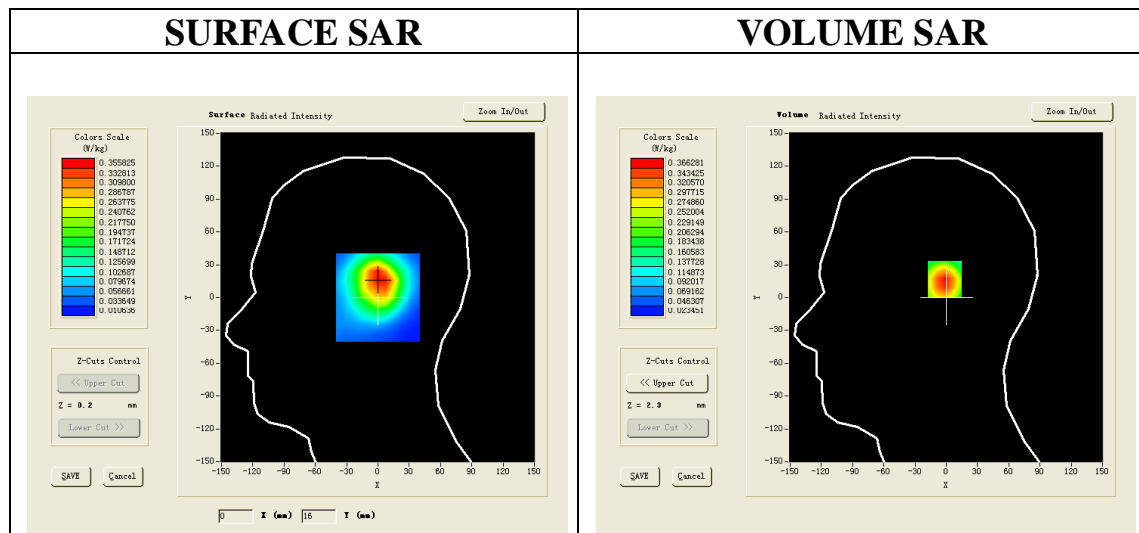 SURFACE SAR
VOLUME SAR
Surface Radiated Intensity
Zoom In/Out
Colors Scale
(W/kg)
0.355825
0.332813
0.309800
0.286787
0.263775
0.240762
0.217750
0.194737
0.171724
0.148712
0.125699
0.102687
0.079674
0.056661
0.033649
0.010636
150
120
90
60
30
0
-30
-60
-90
-120
-150
Y
-150 -120 -90 -60 -30 0 30 60 90 120 150
X
Z-Cuts Control
<< Upper Cut
Z = 0.2 mm
Lower Cut >>
SAVE Cancel
0 X (mm) 16 Y (mm)
Volume Radiated Intensity
Zoom In/Out
Colors Scale
(W/kg)
0.366281
0.343425
0.320570
0.297715
0.274860
0.252004
0.229149
0.206294
0.183438
0.160583
0.137728
0.114873
0.092017
0.069162
0.046307
0.023451
150
120
90
60
30
0
-30
-60
-90
-120
-150
Y
-150 -120 -90 -60 -30 0 30 60 90 120 150
X
Z-Cuts Control
<< Upper Cut
Z = 2.3 mm
Lower Cut >>
SAVE Cancel